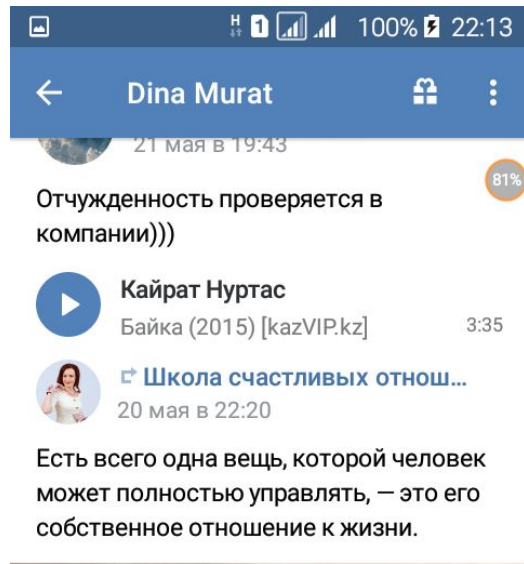 H 1 100% 22:13
Dina Murat
21 мая в 19:43
81%
Отчужденность проверяется в
компании)))
Кайрат Нуртас
Байка (2015) [kazVIP.kz] 3:35
Школа счастливых отнош...
20 мая в 22:20
Есть всего одна вещь, которой человек
может полностью управлять, — это его
собственное отношение к жизни.